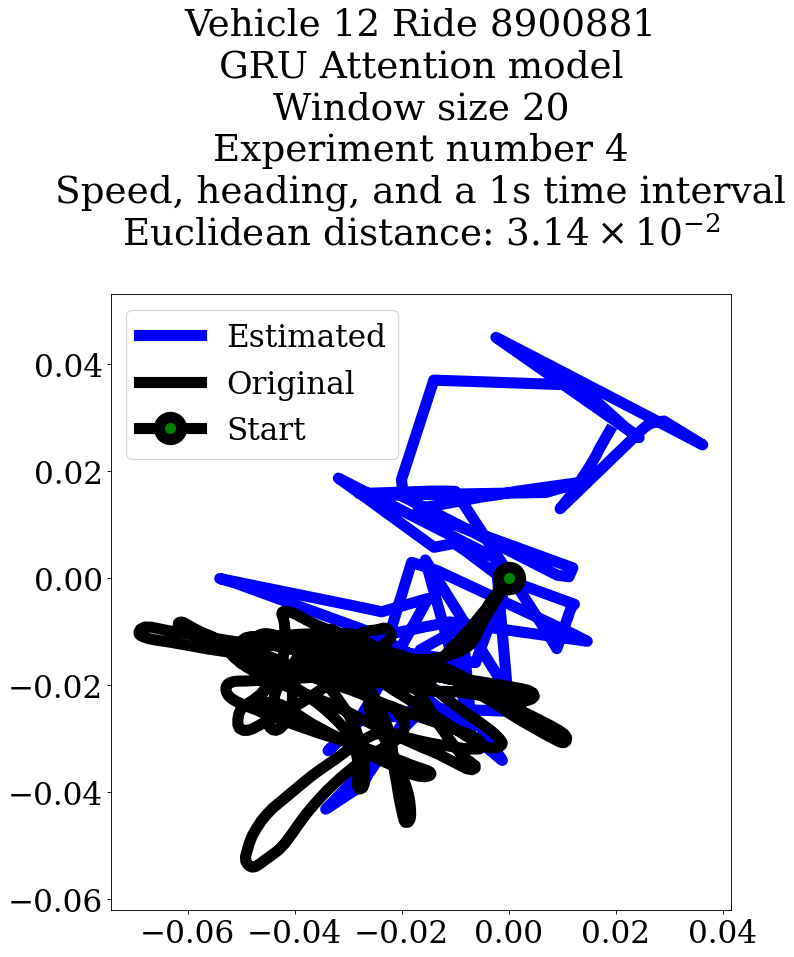 Vehicle 12 Ride 8900881
GRU Attention model
Window size 20
Experiment number 4
Speed, heading, and a 1s time interval
Euclidean distance: 3.14 × 10⁻²
Estimated
Original
Start
0.04
0.02
0.00
−0.02
−0.04
−0.06
−0.06 −0.04 −0.02 0.00 0.02 0.04